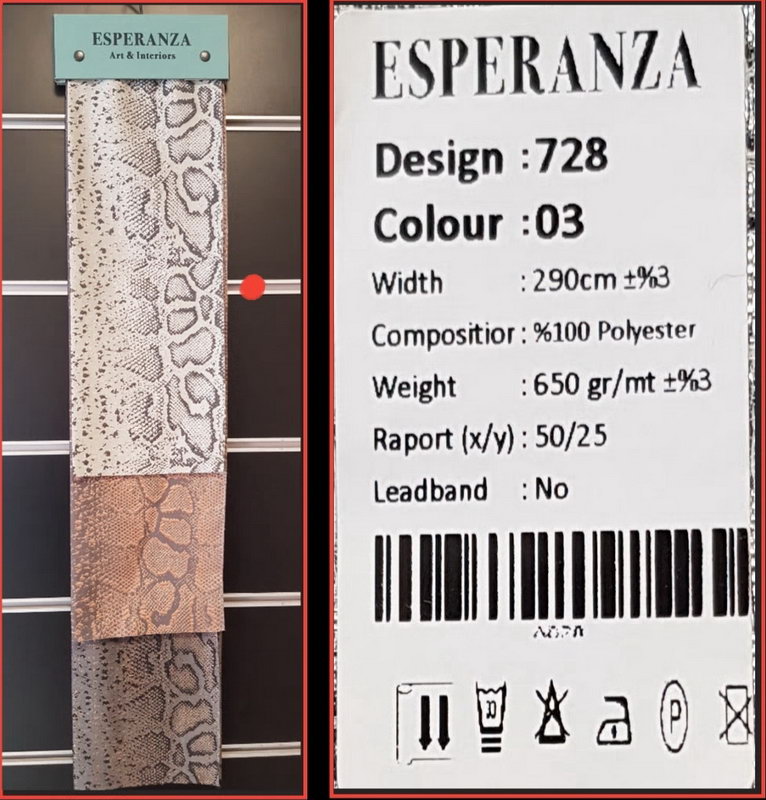 ESPERANZA
Art & Interiors
ESPERANZA
Design : 728
Colour : 03
Width : 290cm ±%3
Compositior : %100 Polyester
Weight : 650 gr/mt ±%3
Raport (x/y) : 50/25
Leadband : No
P